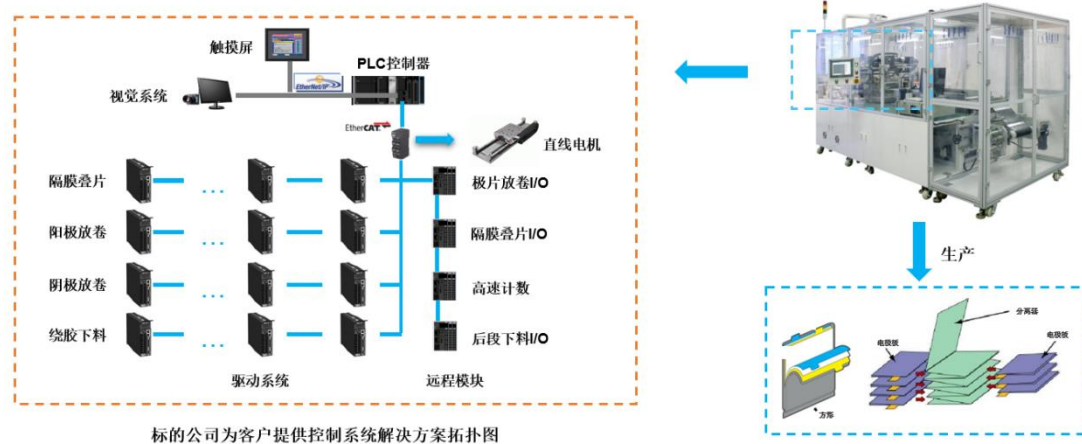 触摸屏
PLC控制器
视觉系统
EtherNet/IP
EtherCAT
直线电机
隔膜叠片
...
极片放卷I/O
阳极放卷
...
隔膜叠片I/O
阴极放卷
...
高速计数
绕胶下料
...
后段下料I/O
驱动系统
远程模块
标的公司为客户提供控制系统解决方案拓扑图
生产
分离器
电极板
电极板
方形